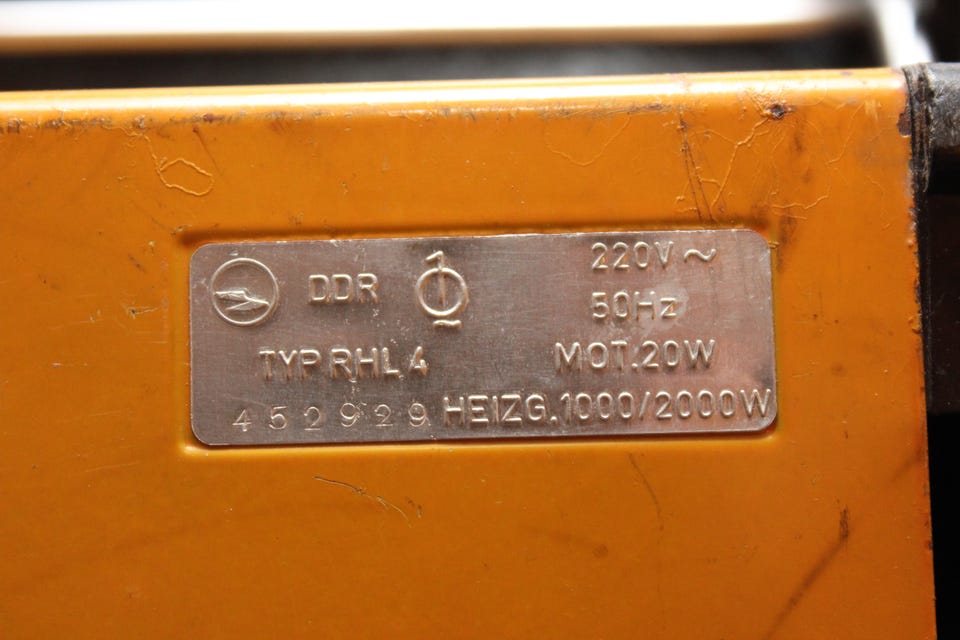 DDR 220V ~
50Hz
TYP RHL 4 MOT.20W
452929 HEIZG.1000/2000W